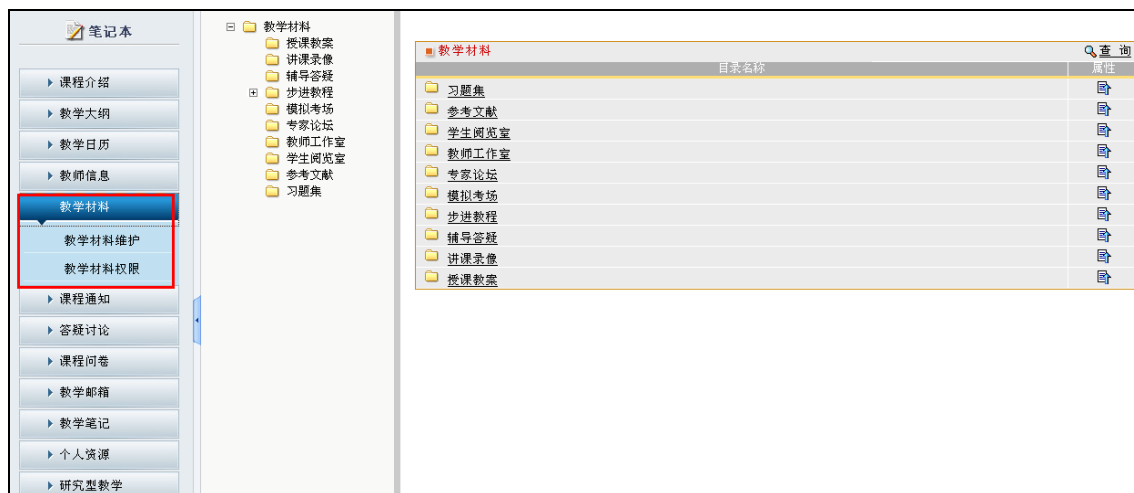 笔记本
课程介绍
教学大纲
教学日历
教师信息
教学材料
教学材料维护
教学材料权限
课程通知
答疑讨论
课程问卷
教学邮箱
教学笔记
个人资源
研究型教学
教学材料
授课教案
讲课录像
辅导答疑
步进教程
模拟考场
专家论坛
教师工作室
学生阅览室
参考文献
习题集
教学材料 查 询
目录名称 属性
习题集
参考文献
学生阅览室
教师工作室
专家论坛
模拟考场
步进教程
辅导答疑
讲课录像
授课教案